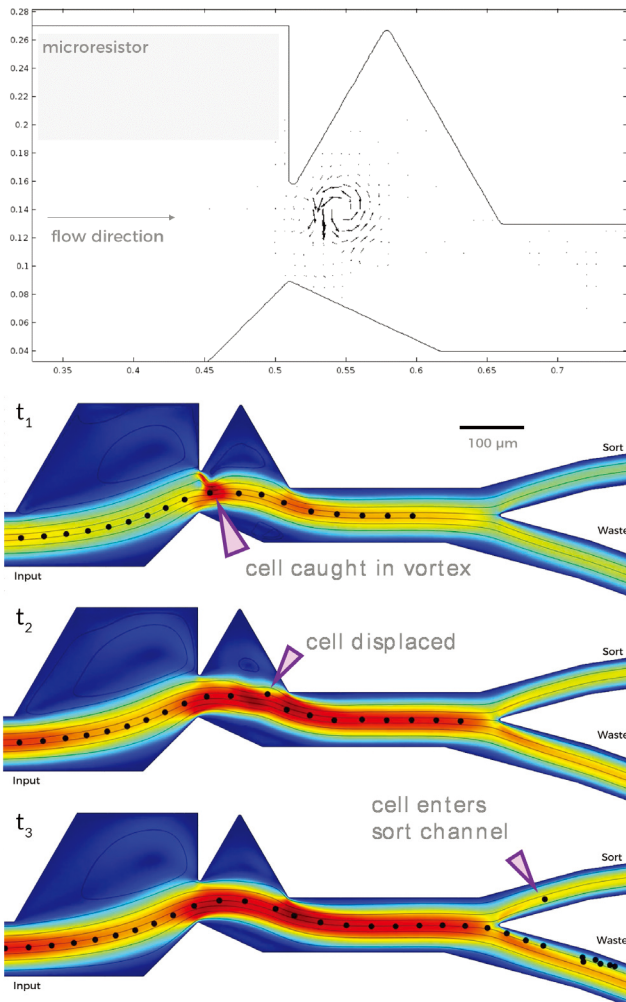 0.28
microresistor
0.26
0.24
0.22
0.20
0.18
0.16
0.14
flow direction
0.12
0.10
0.08
0.06
0.04
0.35 0.4 0.45 0.5 0.55 0.6 0.65 0.7
t1
100 µm
Sort
Waste
Input
cell caught in vortex
t2
cell displaced
Sort
Waste
Input
t3
cell enters
sort channel
Sort
Waste
Input